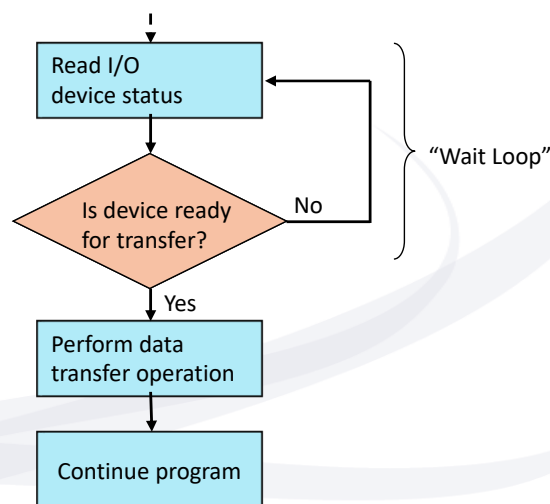 Read I/O
device status
“Wait Loop”
Is device ready
for transfer?
No
Yes
Perform data
transfer operation
Continue program